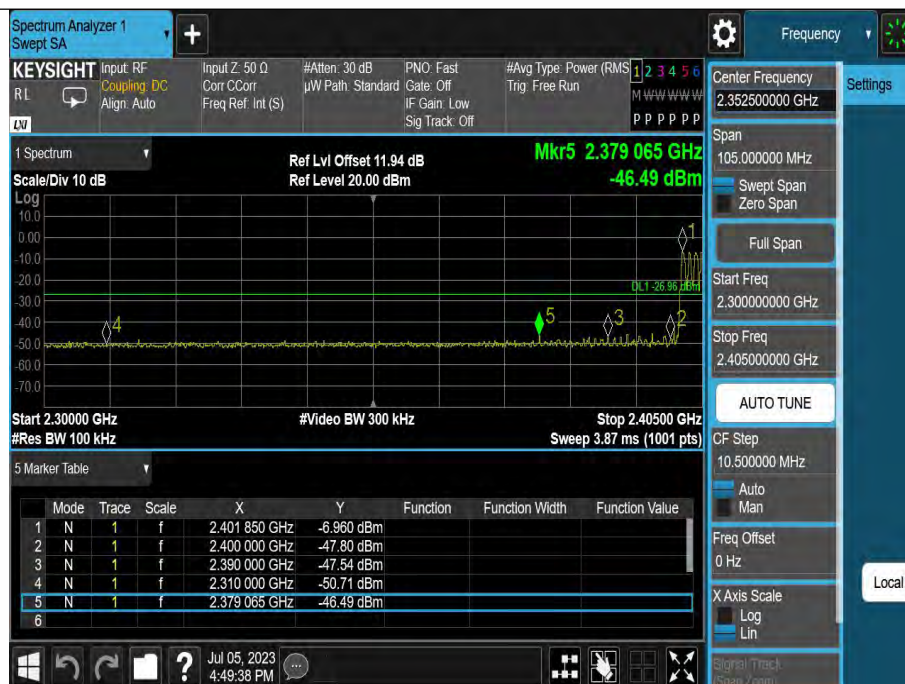 Spectrum Analyzer 1
Swept SA
+
Frequency
KEYSIGHT
RL
LXI
Input: RF
Coupling: DC
Align: Auto
Input Z: 50 Ω
Corr CCorr
Freq Ref: Int (S)
#Atten: 30 dB
µW Path: Standard
PNO: Fast
Gate: Off
IF Gain: Low
Sig Track: Off
#Avg Type: Power (RMS
Trig: Free Run
1 2 3 4 5 6
M W W W W W
P P P P P P
1 Spectrum
Scale/Div 10 dB
Ref Lvl Offset 11.94 dB
Ref Level 20.00 dBm
Mkr5 2.379 065 GHz
-46.49 dBm
Log
10.0
0.00
-10.0
-20.0
-30.0
-40.0
-50.0
-60.0
-70.0
1
DL1 -26.96 dBm
4
5
3
2
Start 2.30000 GHz
#Video BW 300 kHz
Stop 2.40500 GHz
#Res BW 100 kHz
Sweep 3.87 ms (1001 pts)
5 Marker Table
Mode Trace Scale X Y Function Function Width Function Value
1 N 1 f 2.401 850 GHz -6.960 dBm
2 N 1 f 2.400 000 GHz -47.80 dBm
3 N 1 f 2.390 000 GHz -47.54 dBm
4 N 1 f 2.310 000 GHz -50.71 dBm
5 N 1 f 2.379 065 GHz -46.49 dBm
6
Jul 05, 2023
4:49:38 PM
?
Center Frequency
2.352500000 GHz
Settings
Span
105.000000 MHz
Swept Span
Zero Span
Full Span
Start Freq
2.300000000 GHz
Stop Freq
2.405000000 GHz
AUTO TUNE
CF Step
10.500000 MHz
Auto
Man
Freq Offset
0 Hz
X Axis Scale
Log
Lin
Local
Signal Track
(Span Zoom)